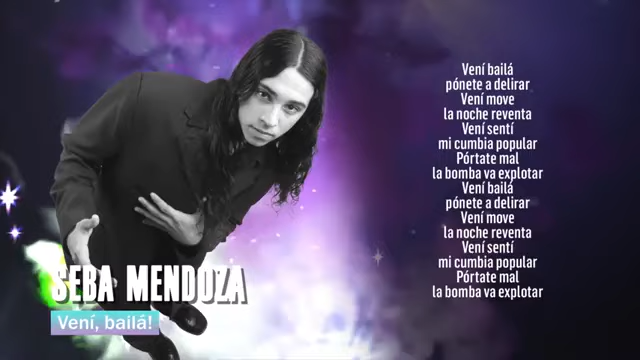 SEBA MENDOZA
Vení, bailá!
Vení bailá
pónete a delirar
Vení move
la noche reventa
Vení sentí
mi cumbia popular
Pórtate mal
la bomba va explotar
Vení bailá
pónete a delirar
Vení move
la noche reventa
Vení sentí
mi cumbia popular
Pórtate mal
la bomba va explotar